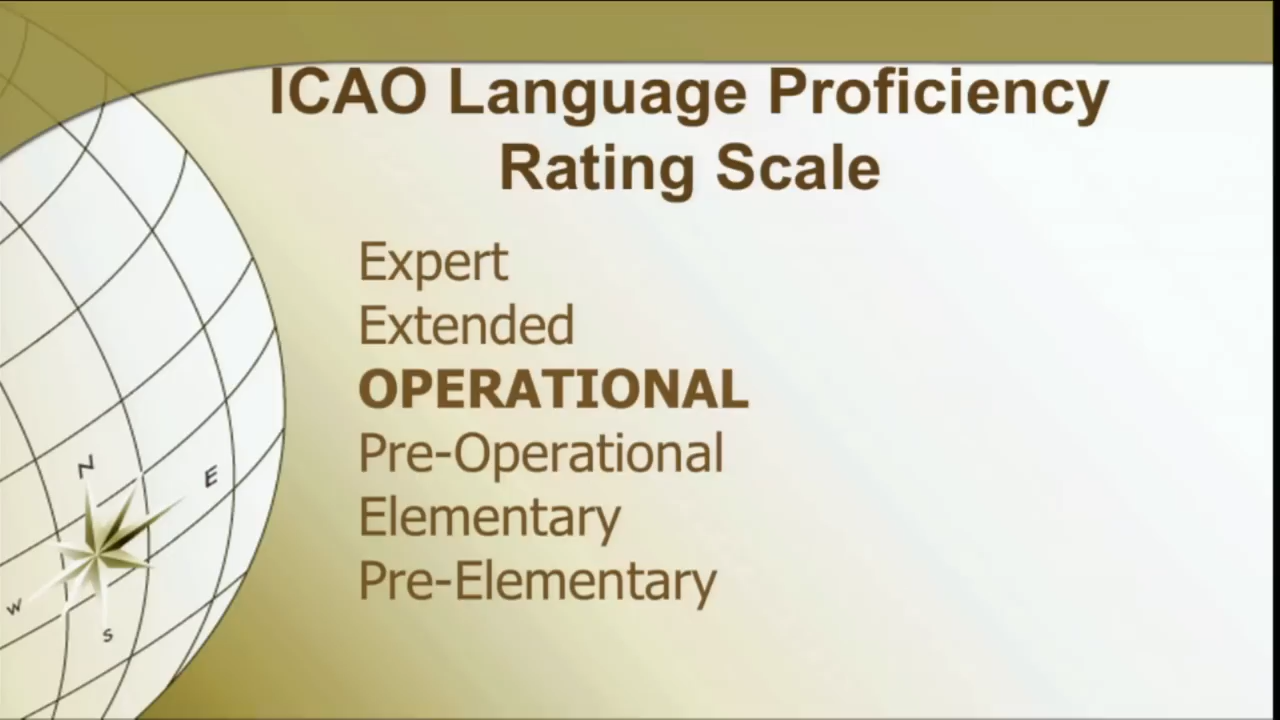 ICAO Language Proficiency
Rating Scale
Expert
Extended
OPERATIONAL
Pre-Operational
Elementary
Pre-Elementary
N
E
W
S